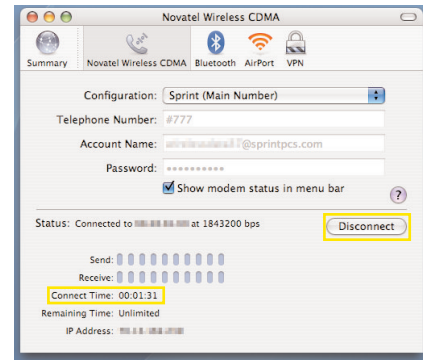 Novatel Wireless CDMA
Summary Novatel Wireless CDMA Bluetooth AirPort VPN
Configuration: Sprint (Main Number)
Telephone Number: #777
Account Name: @sprintpcs.com
Password: ••••••••••
Show modem status in menu bar ?
Status: Connected to at 1843200 bps Disconnect
Send:
Receive:
Connect Time: 00:01:31
Remaining Time: Unlimited
IP Address: